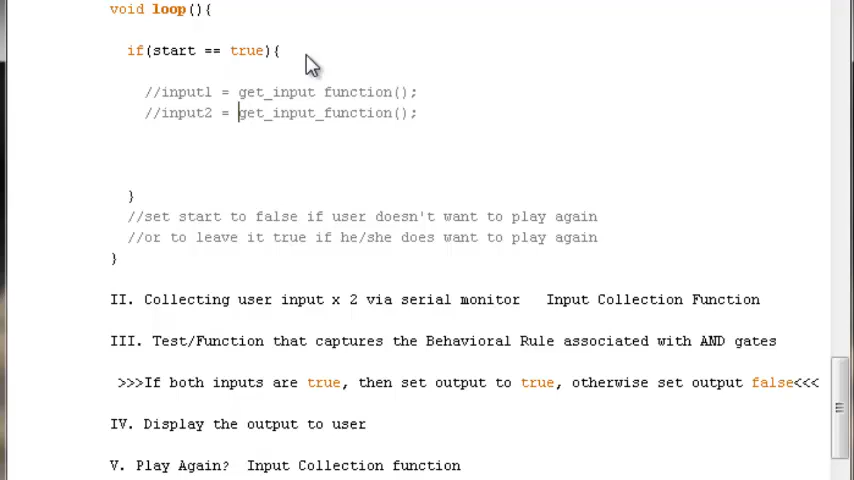 void loop(){
if(start == true){
//input1 = get_input function();
//input2 = get_input_function();
}
//set start to false if user doesn't want to play again
//or to leave it true if he/she does want to play again
}
II. Collecting user input x 2 via serial monitor   Input Collection Function
III. Test/Function that captures the Behavioral Rule associated with AND gates
>>>If both inputs are true, then set output to true, otherwise set output false<<<
IV. Display the output to user
V. Play Again?  Input Collection function